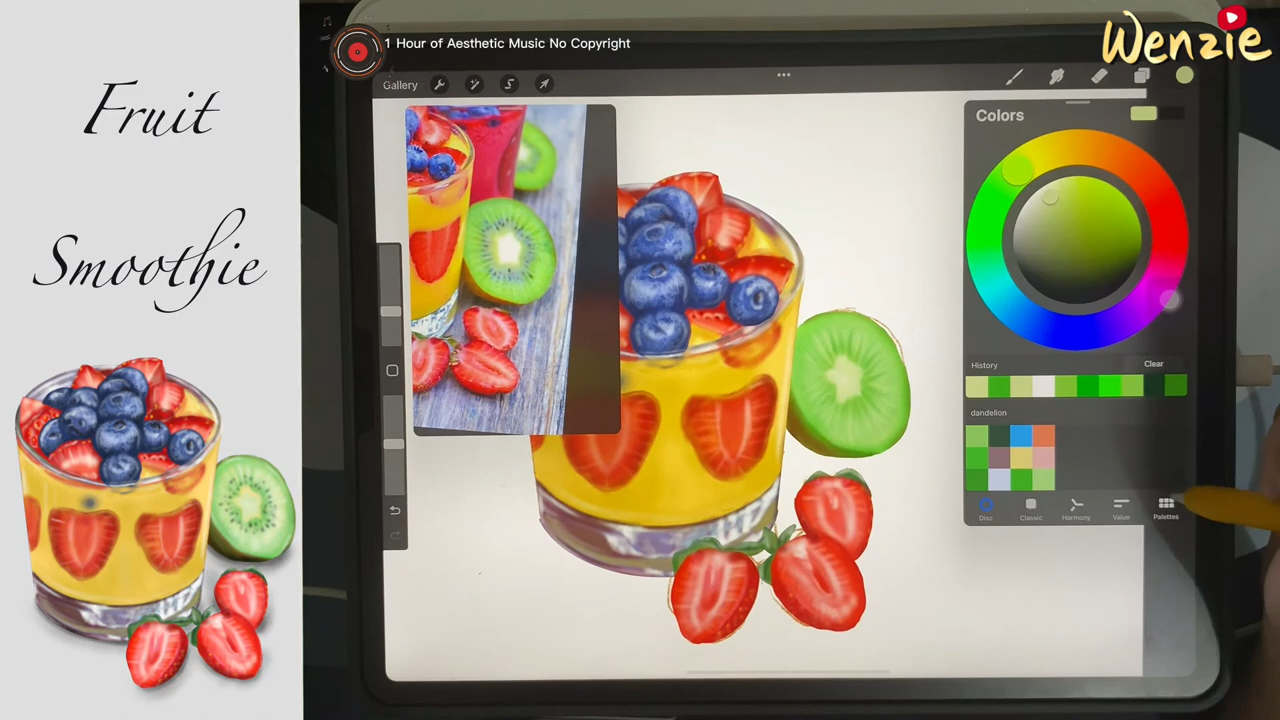 Fruit
Smoothie
1 Hour of Aesthetic Music No Copyright
Wenzie
Gallery
Colors
History
Clear
dandelion
Disc
Classic
Harmony
Value
Palettes